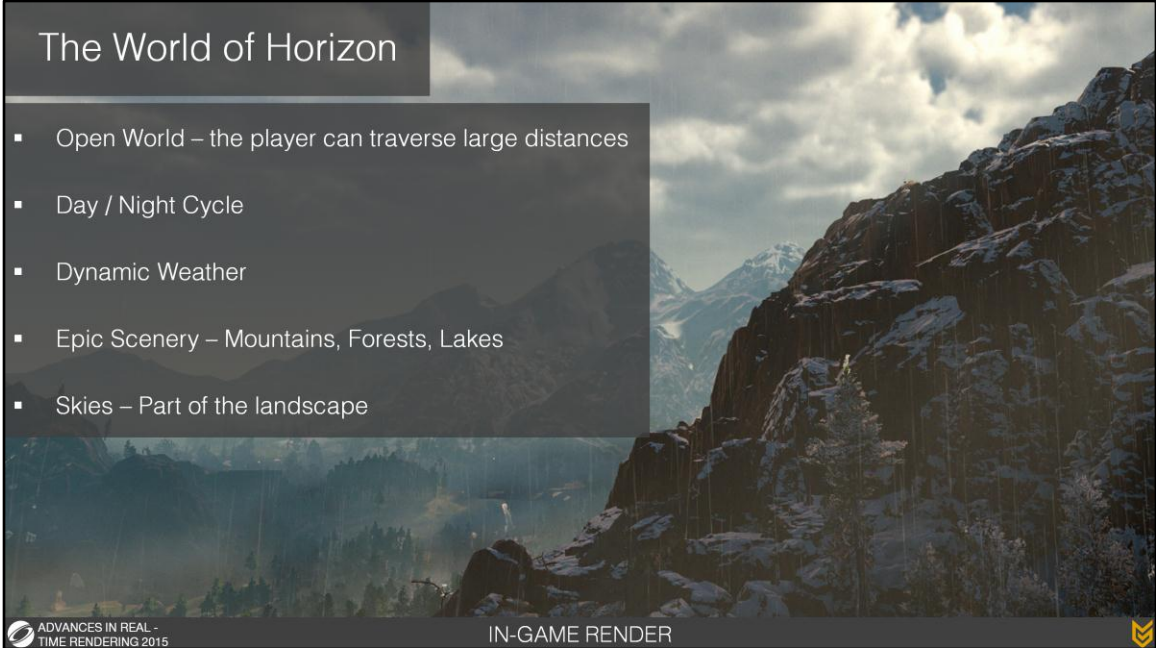 The World of Horizon
▪ Open World – the player can traverse large distances
▪ Day / Night Cycle
▪ Dynamic Weather
▪ Epic Scenery – Mountains, Forests, Lakes
▪ Skies – Part of the landscape
ADVANCES IN REAL -
TIME RENDERING 2015
IN-GAME RENDER